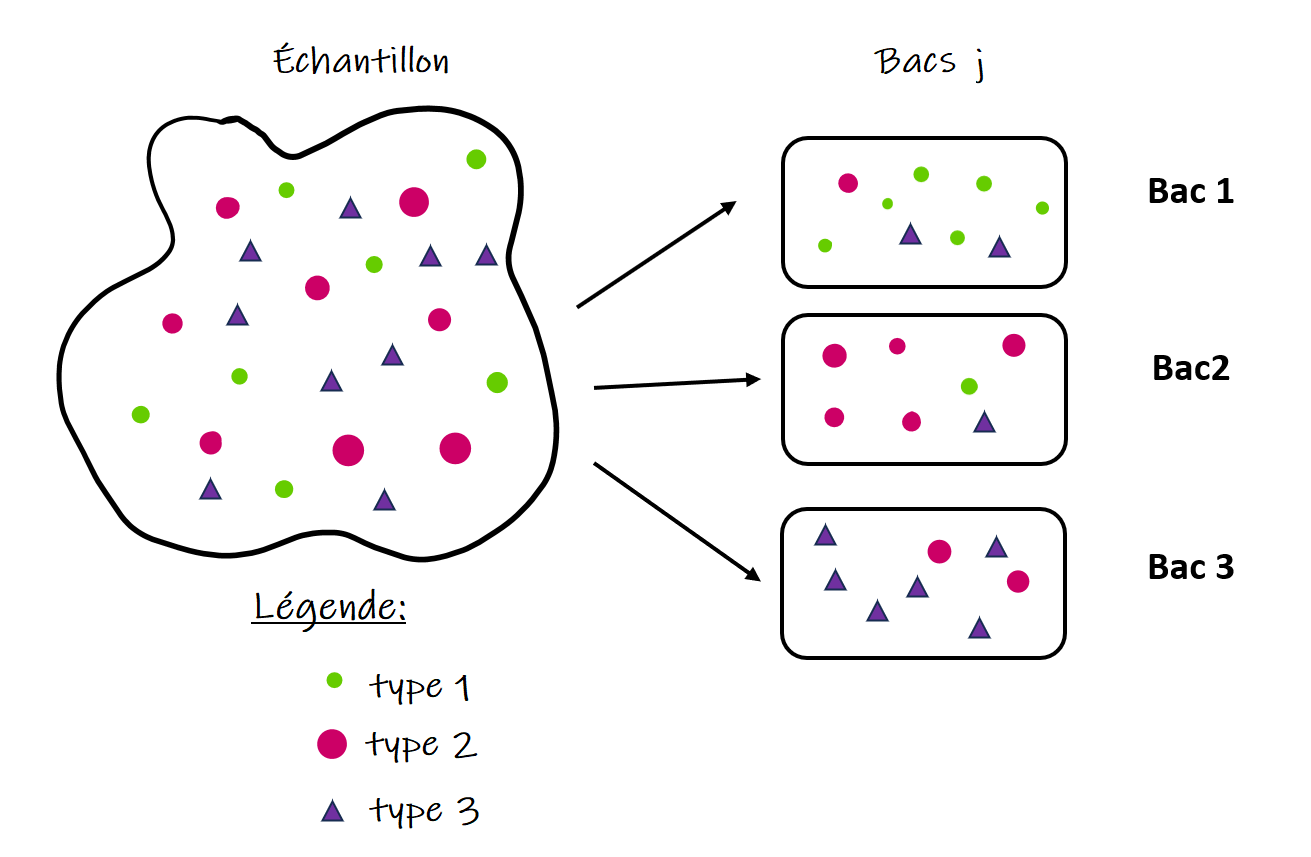 Échantillon
Bacs j
Bac 1
Bac2
Bac 3
Légende:
type 1
type 2
type 3